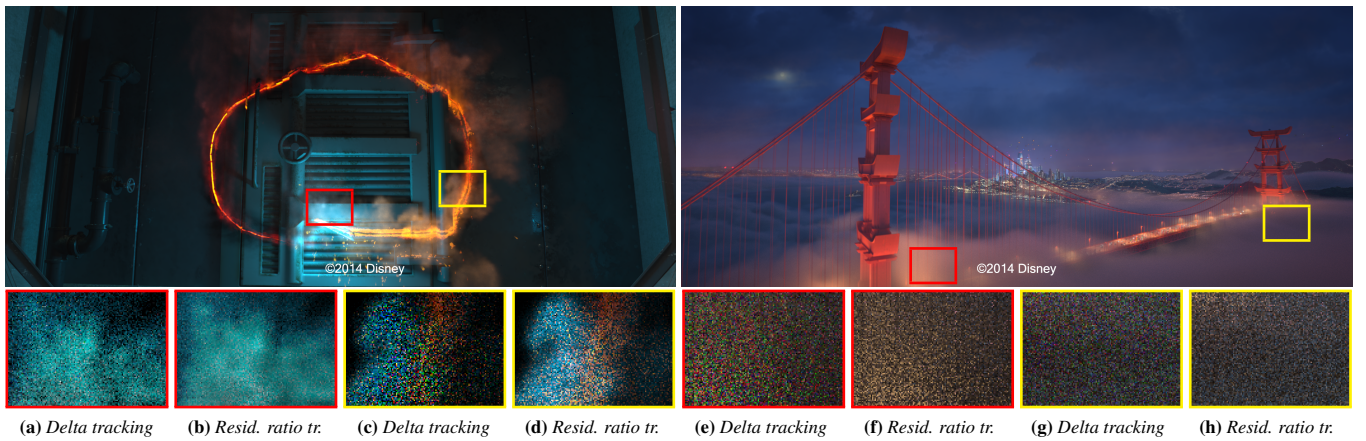 ©2014 Disney
©2014 Disney
(a) Delta tracking (b) Resid. ratio tr. (c) Delta tracking (d) Resid. ratio tr. (e) Delta tracking (f) Resid. ratio tr. (g) Delta tracking (h) Resid. ratio tr.